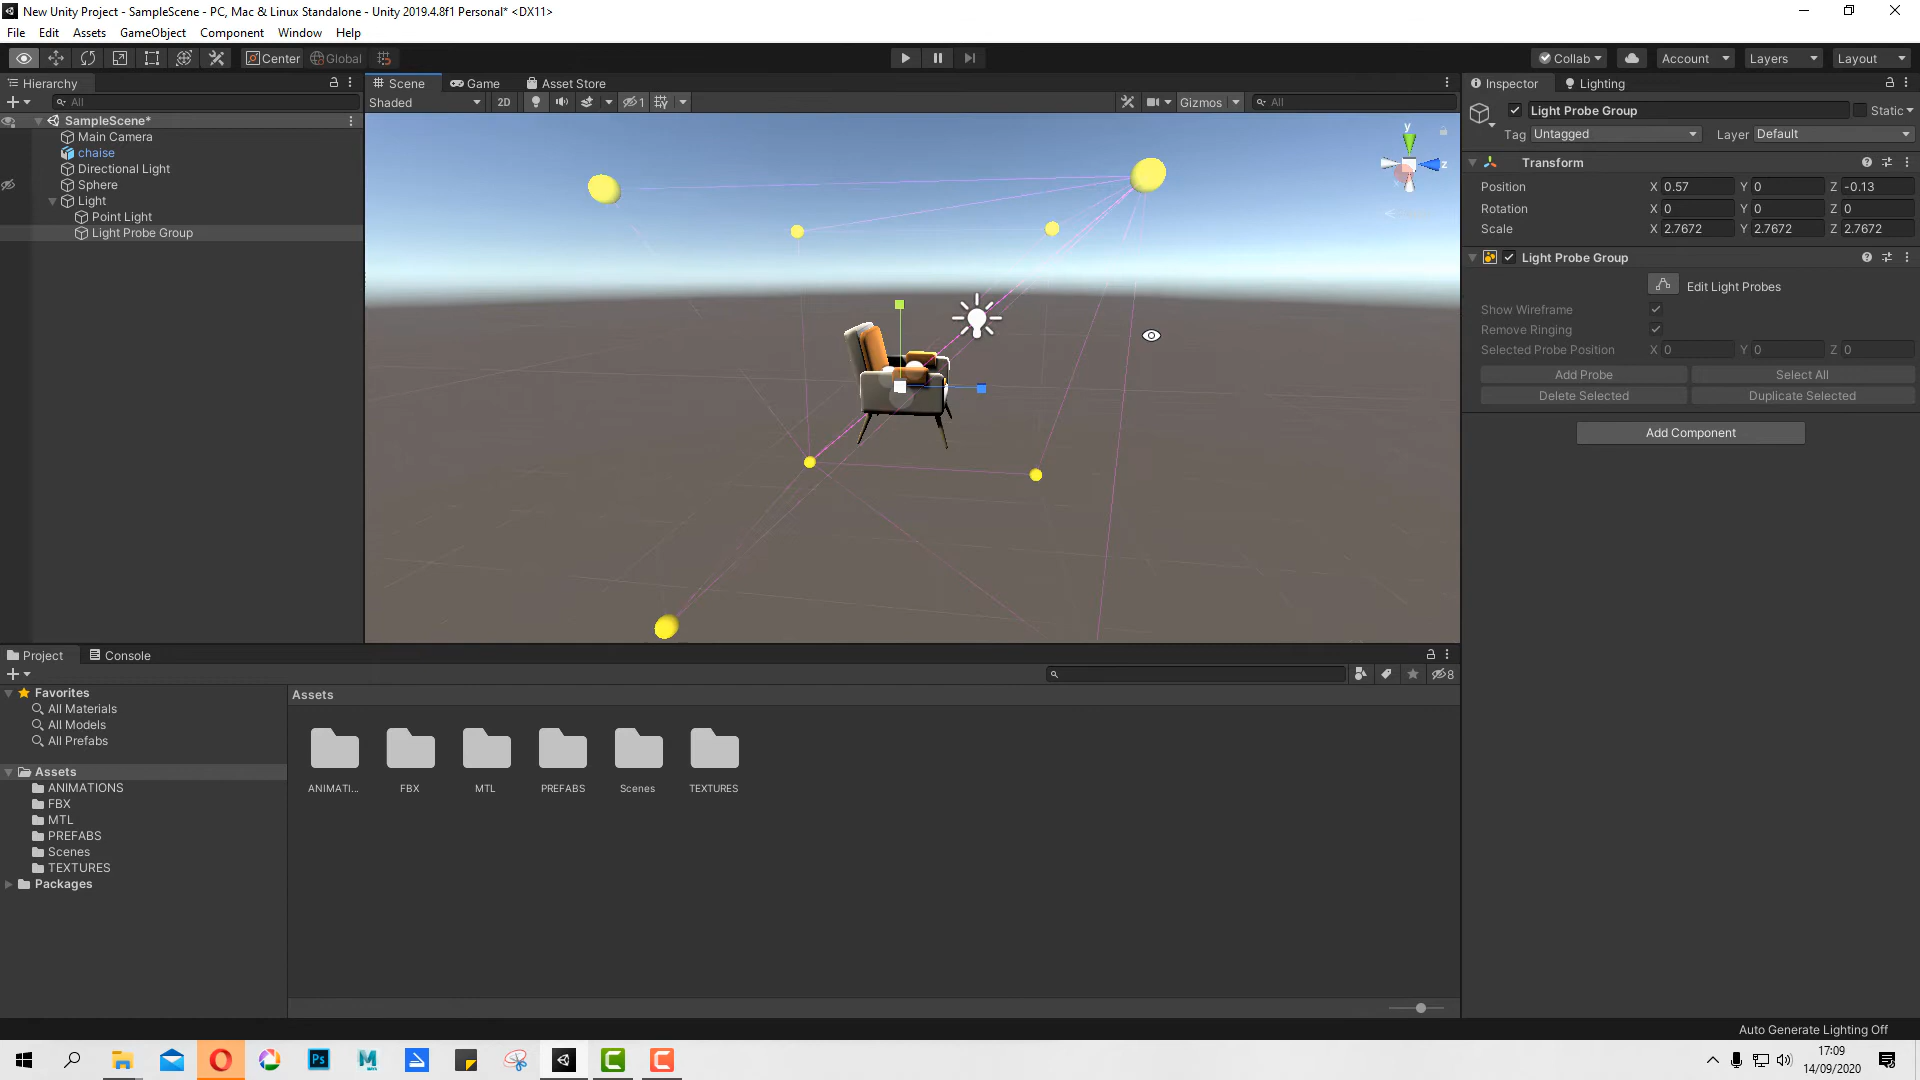 New Unity Project - SampleScene - PC, Mac & Linux Standalone - Unity 2019.4.8f1 Personal* <DX11>
File Edit Assets GameObject Component Window Help
Center Global Collab Account Layers Layout
Hierarchy
All
SampleScene*
Main Camera
chaise
Directional Light
Sphere
Light
Point Light
Light Probe Group
Scene Game Asset Store
Shaded 2D 1 Gizmos All
y
z
Inspector Lighting
Light Probe Group Static
Tag Untagged Layer Default
Transform
Position X 0.57 Y 0 Z -0.13
Rotation X 0 Y 0 Z 0
Scale X 2.7672 Y 2.7672 Z 2.7672
Light Probe Group
Edit Light Probes
Show Wireframe
Remove Ringing
Selected Probe Position X 0 Y 0 Z 0
Add Probe Select All
Delete Selected Duplicate Selected
Add Component
Project Console
8
Favorites
All Materials
All Models
All Prefabs
Assets
ANIMATIONS
FBX
MTL
PREFABS
Scenes
TEXTURES
Packages
Assets
ANIMATI... FBX MTL PREFABS Scenes TEXTURES
Auto Generate Lighting Off
17:09
14/09/2020